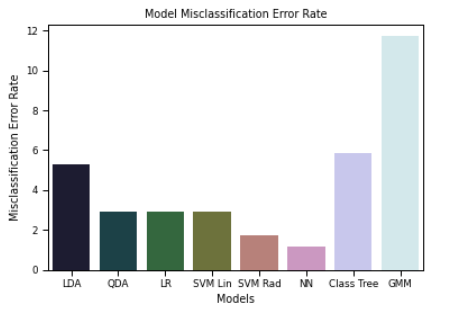 Model Misclassification Error Rate
Misclassification Error Rate
12
10
8
6
4
2
0
LDA QDA LR SVM Lin SVM Rad NN Class Tree GMM
Models